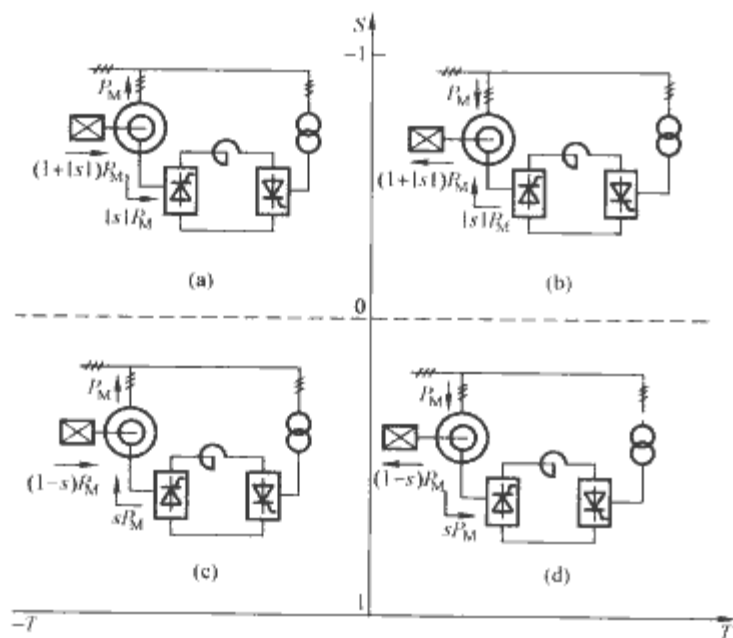 S
-1
P_M
(1+|s|)P_M
|s|P_M
(a)
P_M
(1+|s|)P_M
|s|P_M
(b)
0
P_M
(1-s)P_M
sP_M
(c)
P_M
(1-s)P_M
sP_M
(d)
1
-T
T